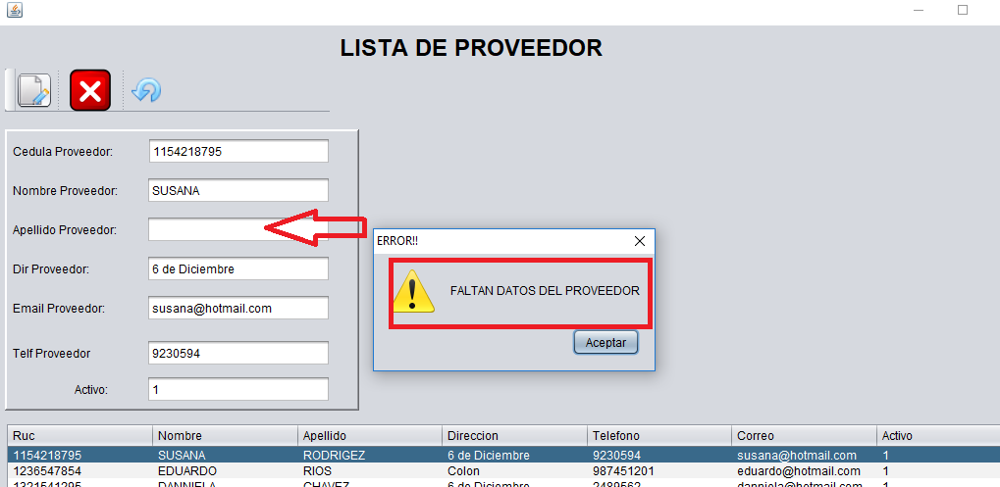 LISTA DE PROVEEDOR
Cedula Proveedor: 1154218795
Nombre Proveedor: SUSANA
Apellido Proveedor:
Dir Proveedor: 6 de Diciembre
Email Proveedor: susana@hotmail.com
Telf Proveedor 9230594
Activo: 1
ERROR!!
FALTAN DATOS DEL PROVEEDOR
Aceptar
Ruc Nombre Apellido Direccion Telefono Correo Activo
1154218795 SUSANA RODRIGEZ 6 de Diciembre 9230594 susana@hotmail.com 1
1236547854 EDUARDO RIOS Colon 987451201 eduardo@hotmail.com 1
1321541295 DANNIELA CHAVEZ 6 de Diciembre 2489562 danniela@hotmail.com 1